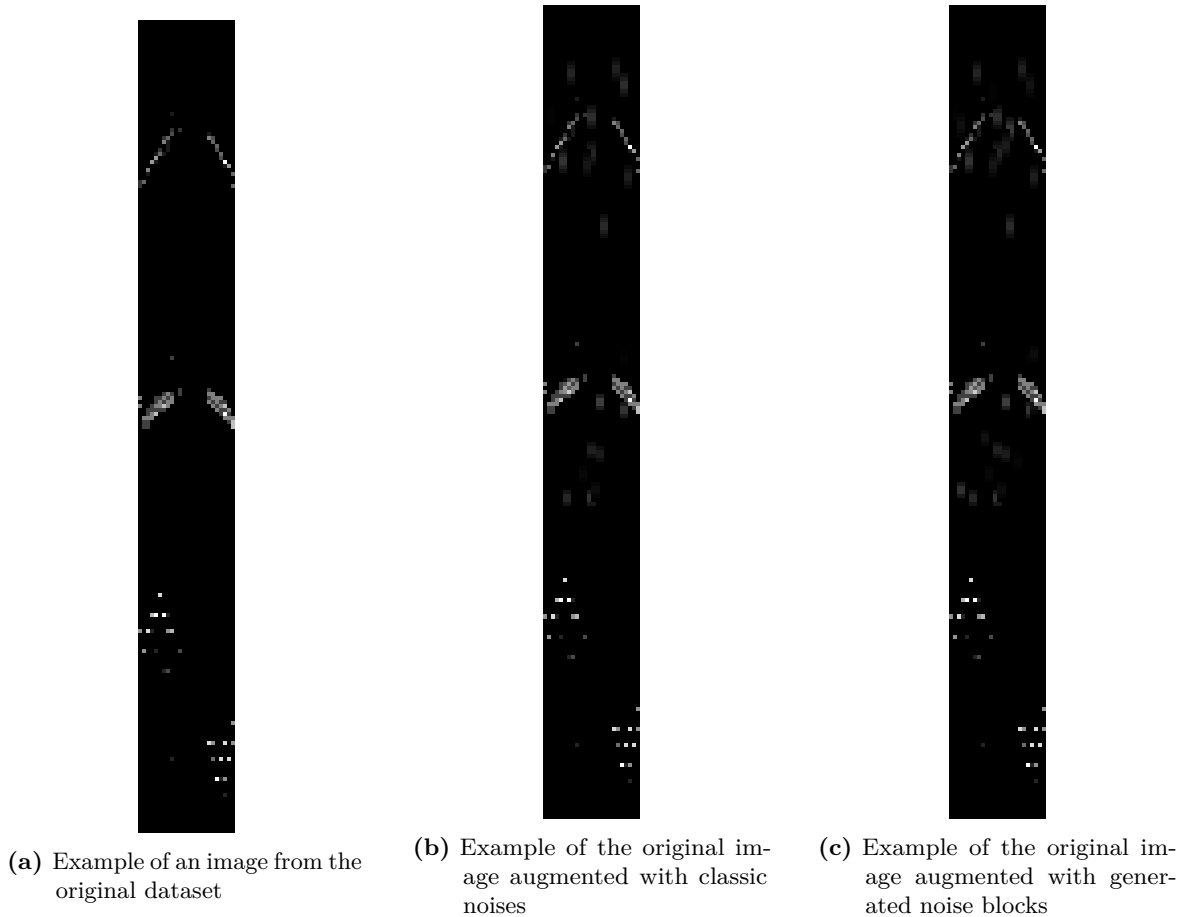 (a) Example of an image from the
original dataset
(b) Example of the original im-
age augmented with classic
noises
(c) Example of the original im-
age augmented with gener-
ated noise blocks